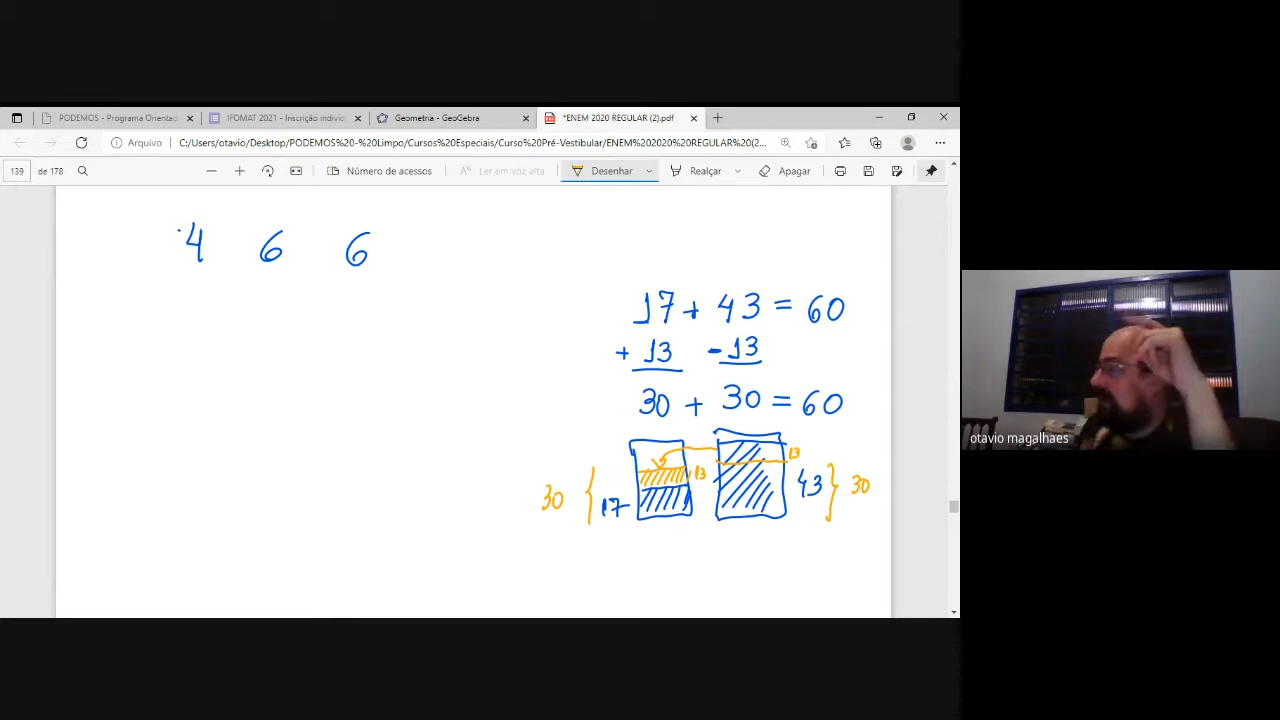 PODEMOS - Programa Orientad
IFOMAT 2021 - Inscrição individ
Geometria - GeoGebra
*ENEM 2020 REGULAR (2).pdf
Arquivo
C:/Users/otavio/Desktop/PODEMOS%20-%20Limpo/Cursos%20Especiais/Curso%20Pré-Vestibular/ENEM%202020%20REGULAR%20(2...
139 de 178
Número de acessos
Ler em voz alta
Desenhar
Realçar
Apagar
4 6 6
17 + 43 = 60
+ 13 - 13
30 + 30 = 60
13
13
30 { 17
43 } 30
otavio magalhaes